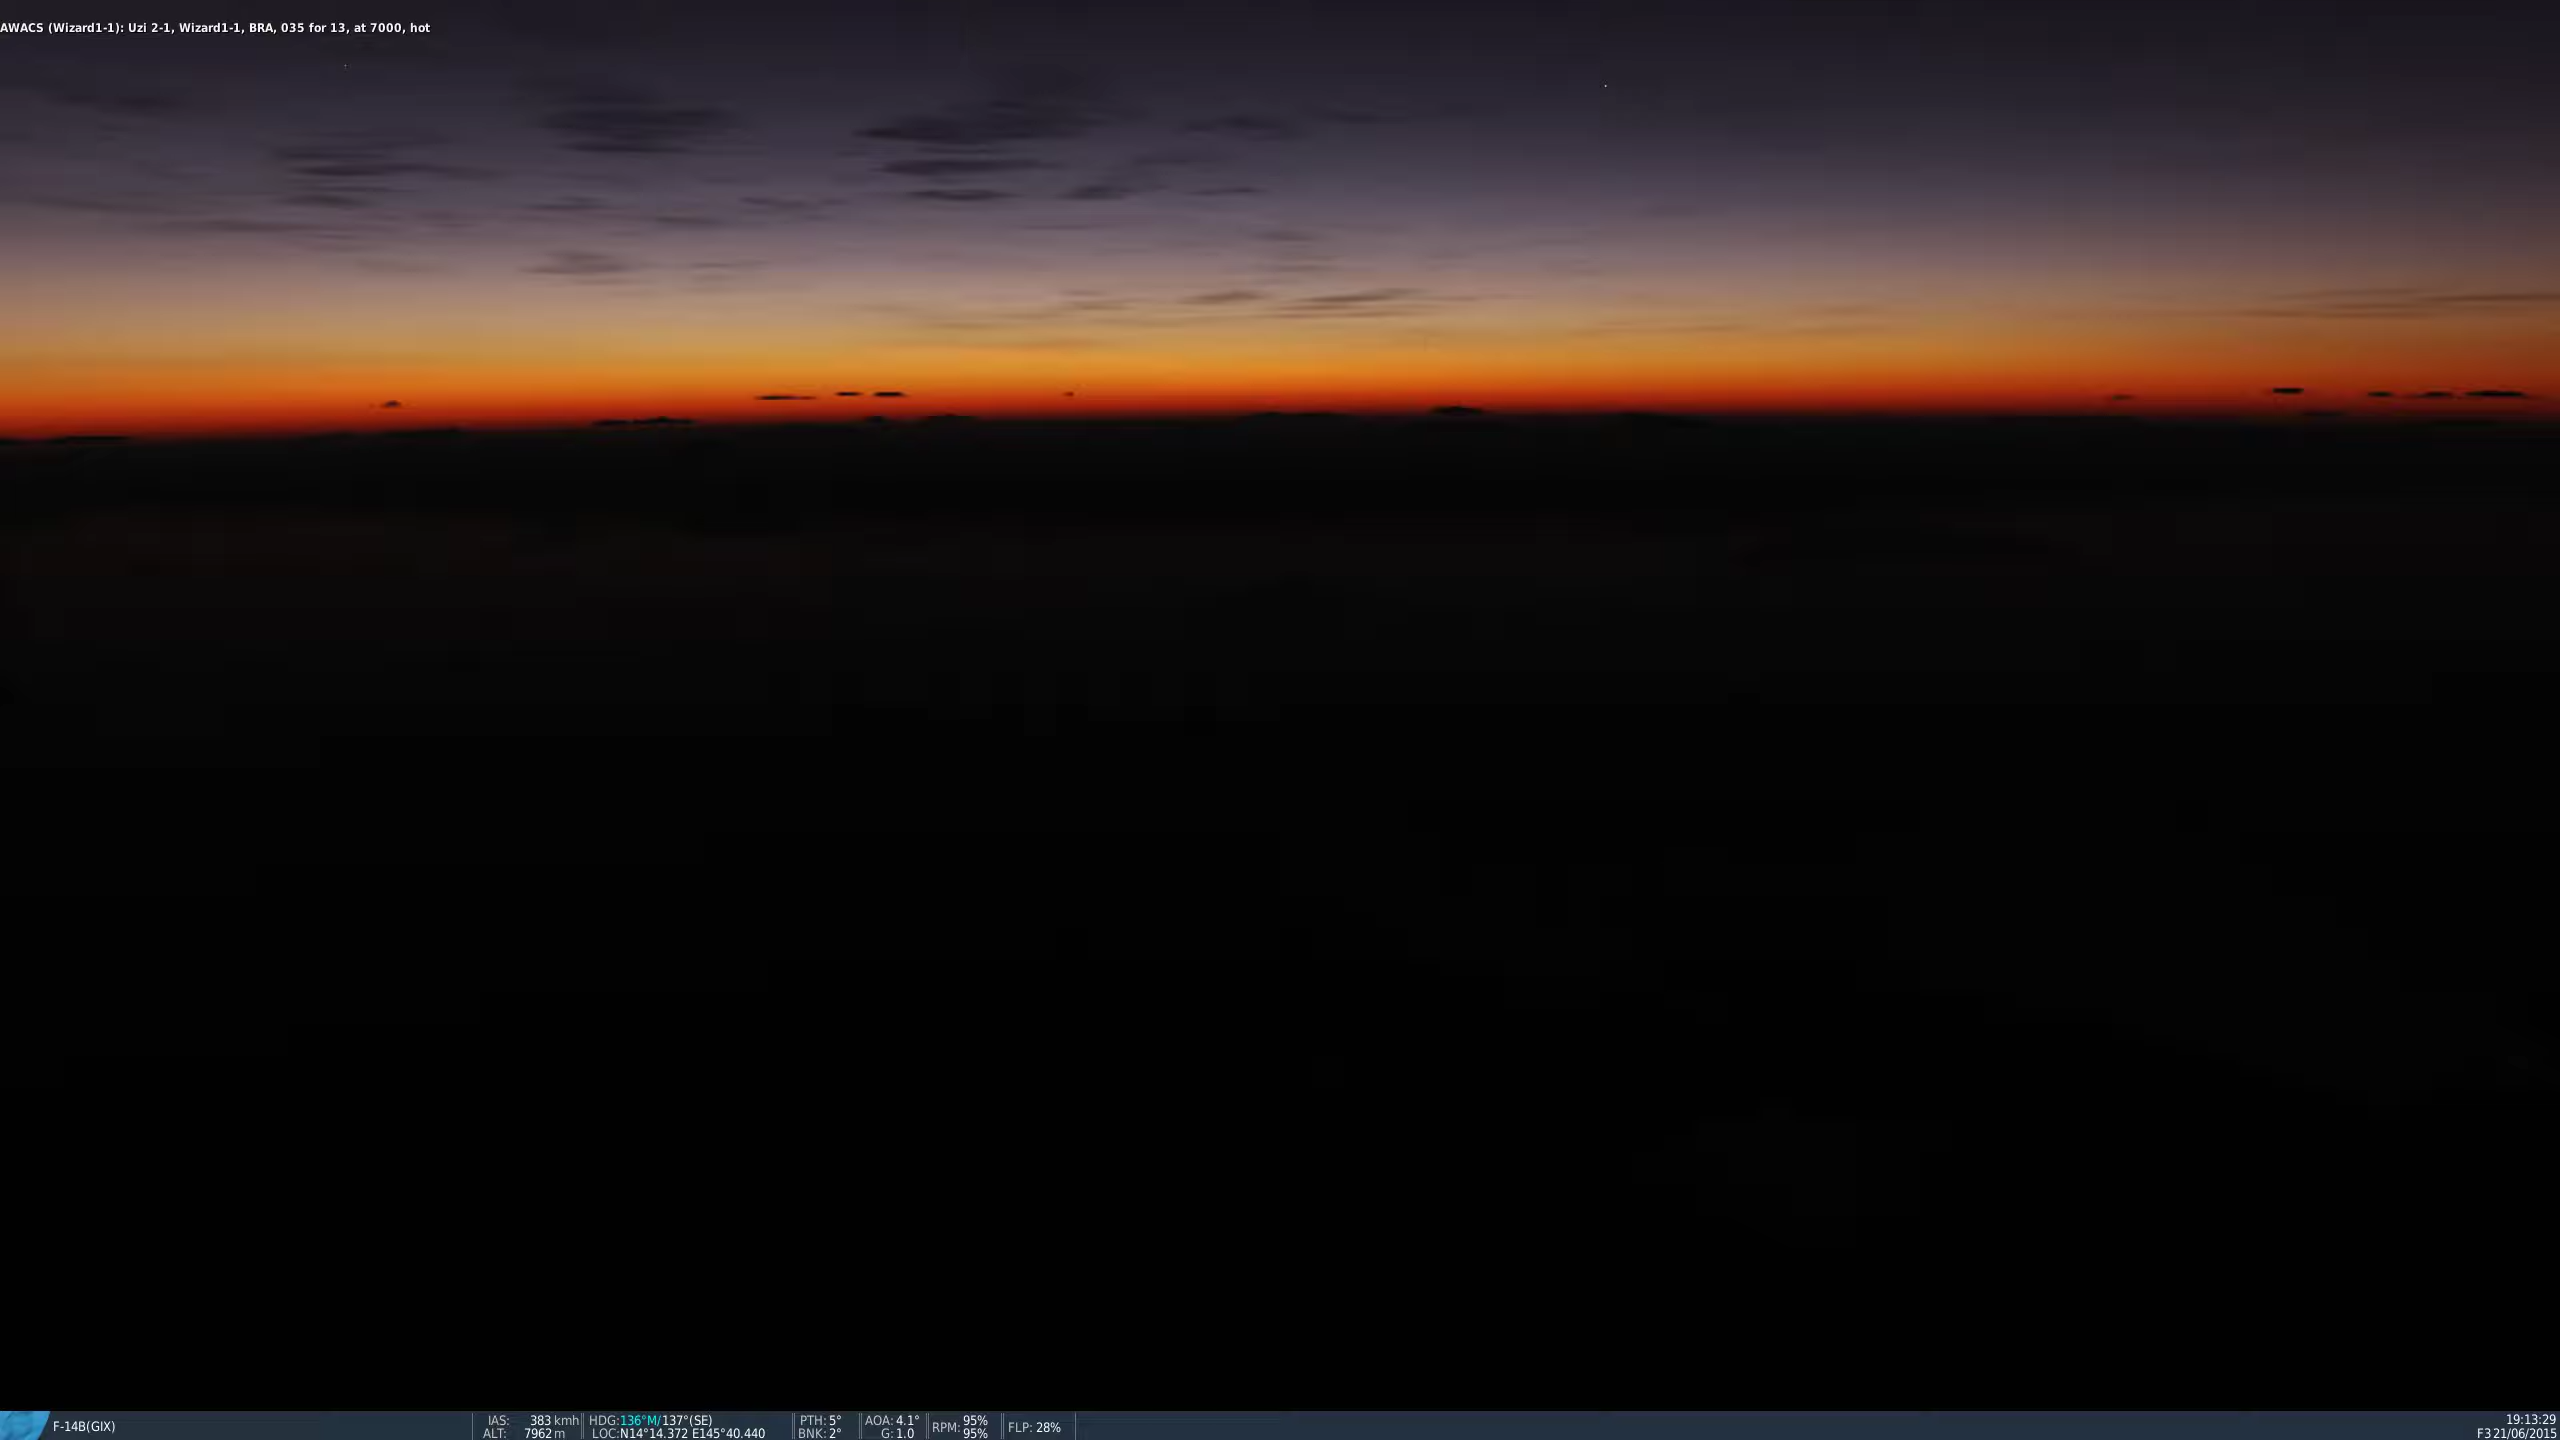 AWACS (Wizard1-1): Uzi 2-1, Wizard1-1, BRA, 035 for 13, at 7000, hot
F-14B(GIX)
IAS: 383 kmh HDG:136°M/137°(SE) PTH: 5° AOA: 4.1° RPM: 95% FLP: 28% 19:13:29
ALT: 7962 m LOC:N14°14.372 E145°40.440 BNK: 2° G: 1.0 95% F3 21/06/2015